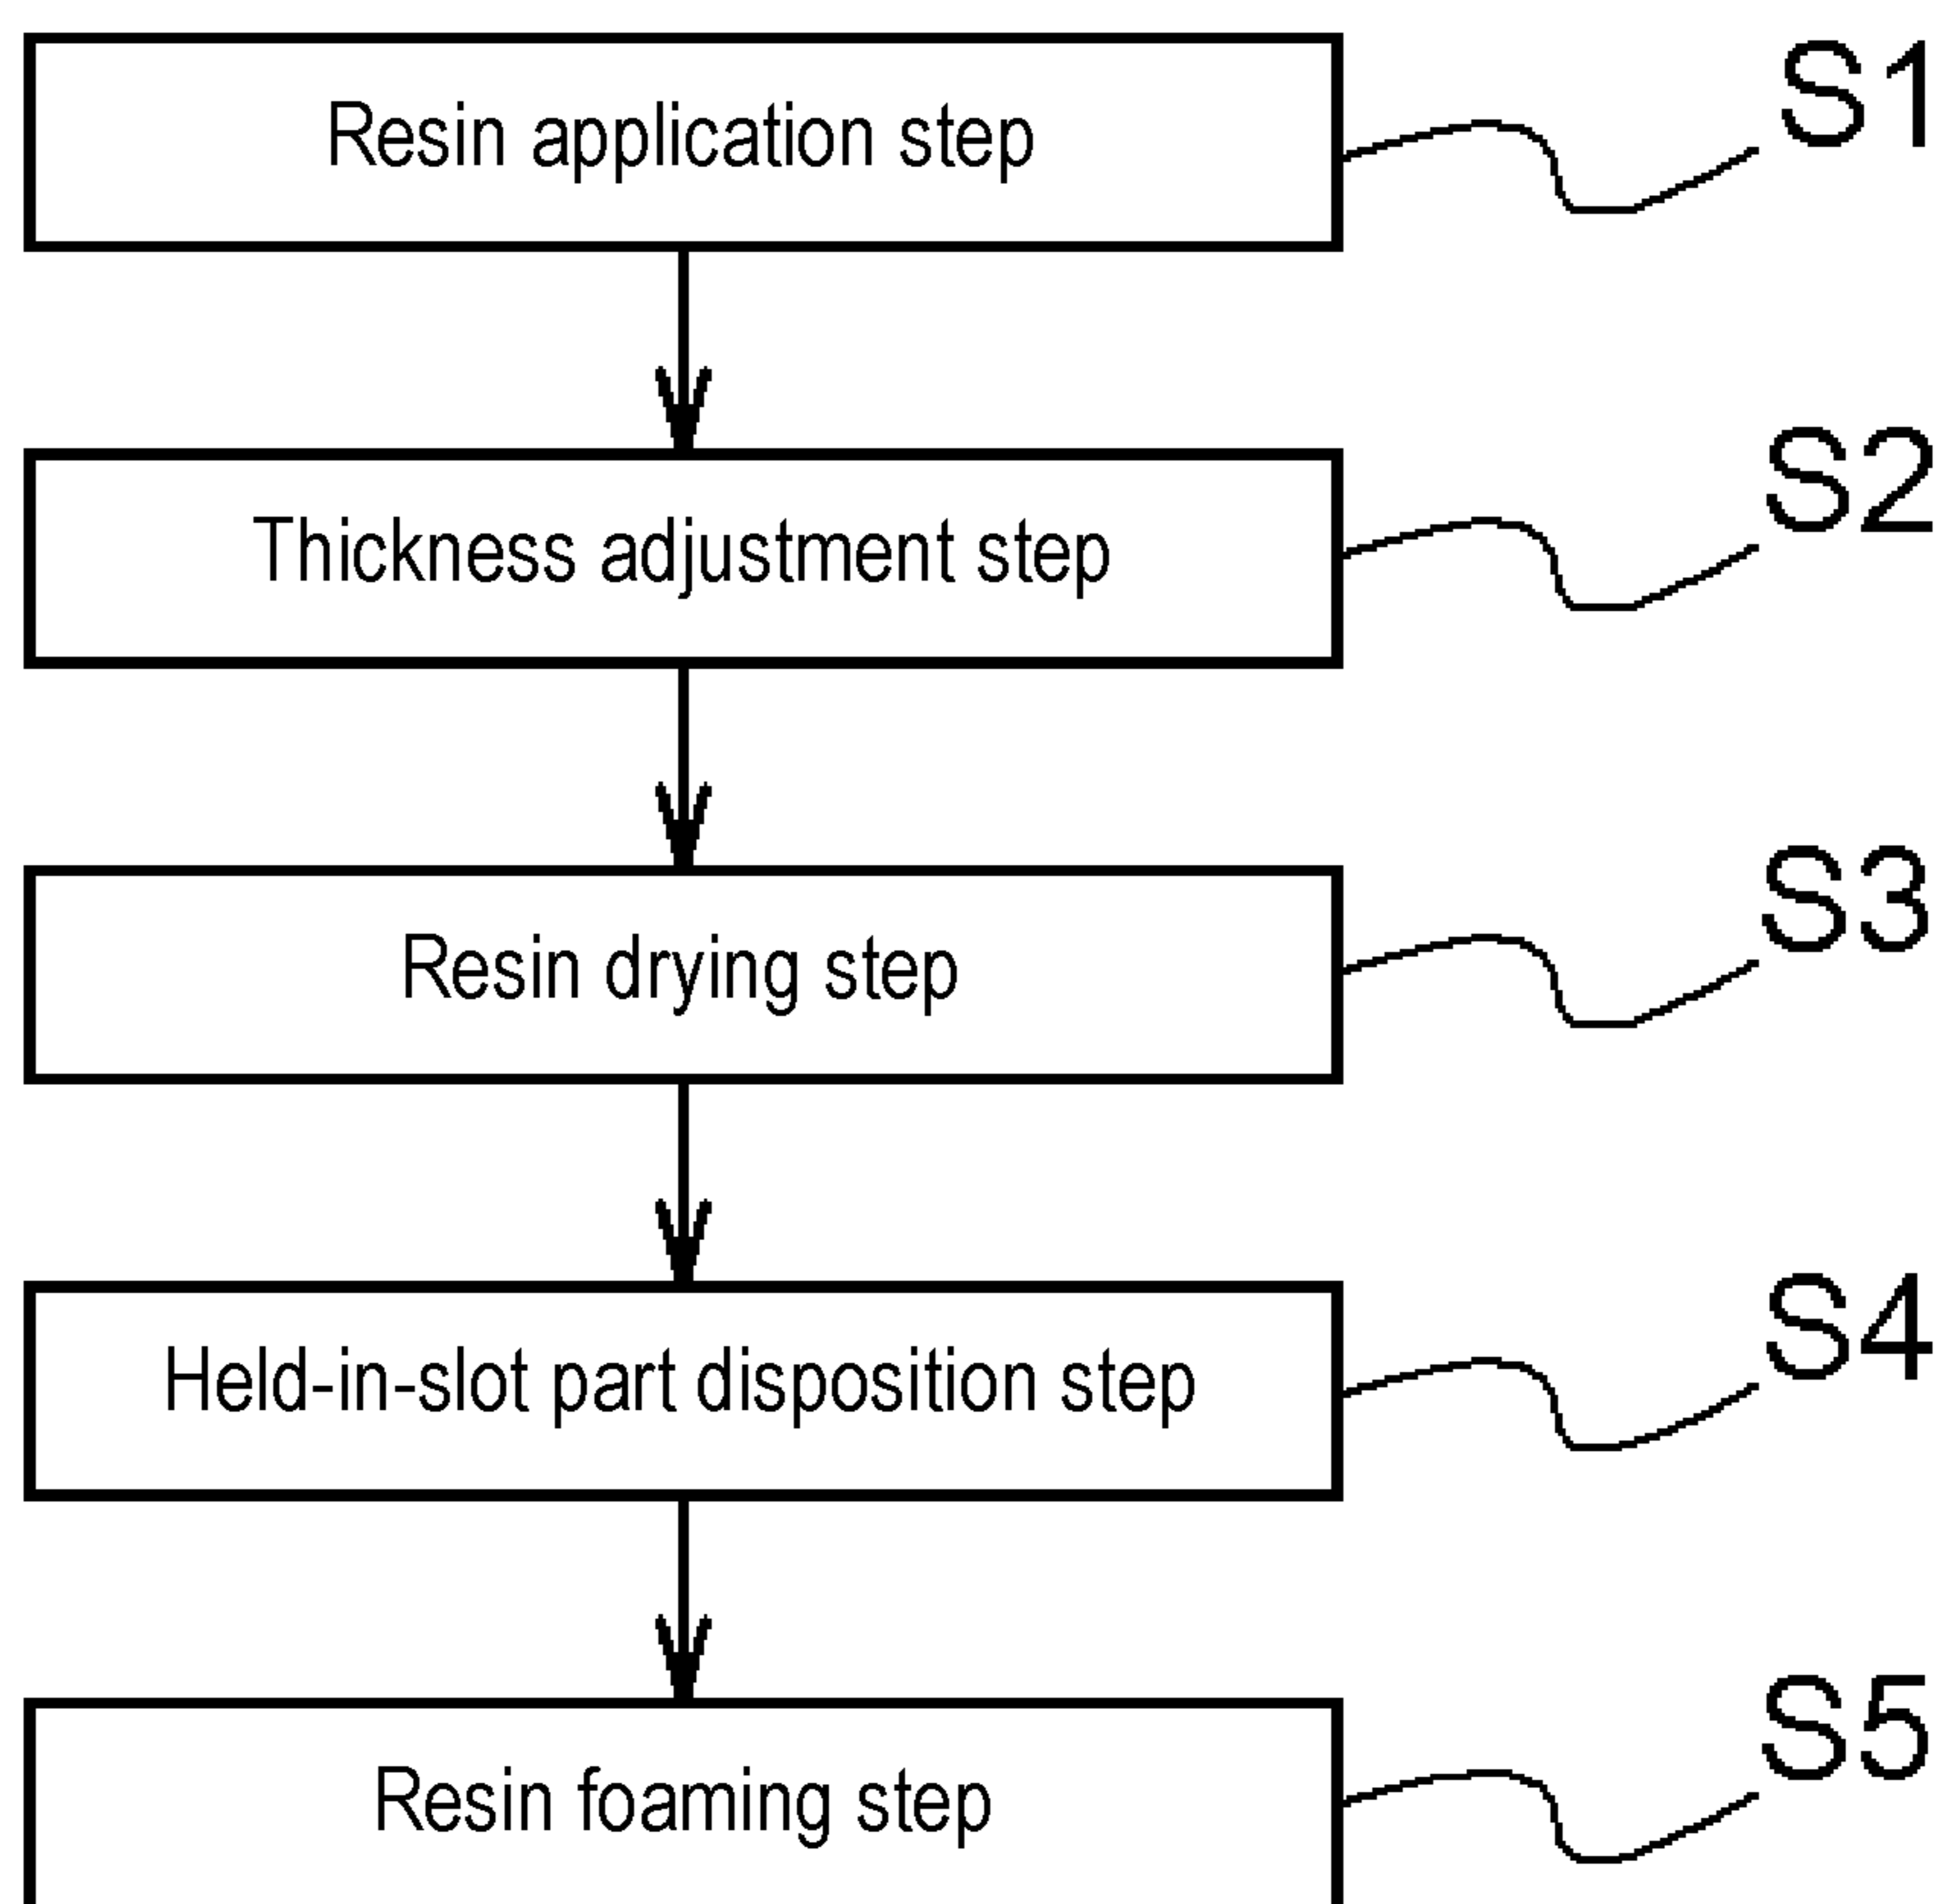 Resin application step S1
Thickness adjustment step S2
Resin drying step S3
Held-in-slot part disposition step S4
Resin foaming step S5